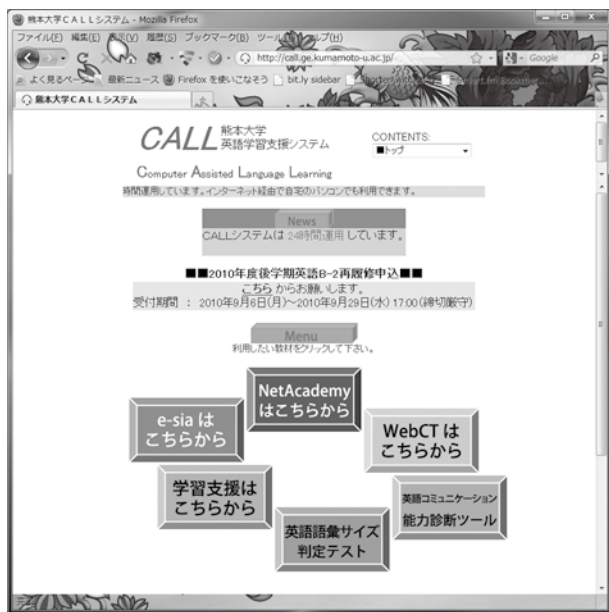 熊本大学CALLシステム - Mozilla Firefox
ファイル(F) 編集(E) 表示(V) 履歴(S) ブックマーク(B) ツール ヘルプ(H)
http://call.ge.kumamoto-u.ac.jp/
Google
よく見るページ 最新ニュース Firefox を使いこなそう bit.ly sidebar
熊本大学CALLシステム
CALL 熊本大学
英語学習支援システム
CONTENTS:
■トップ
Computer Assisted Language Learning
時間運用しています。インターネット経由で自宅のパソコンでも利用できます。
News
CALLシステムは 24時間運用 しています。
■■2010年度後学期英語B-2再履修申込■■
こちら からお願いします。
受付期間 : 2010年9月6日(月)~2010年9月29日(水) 17:00(締切厳守)
Menu
利用したい教材をクリックして下さい。
NetAcademy
はこちらから
e-sia は
こちらから
WebCT は
こちらから
学習支援は
こちらから
英語コミュニケーション
能力診断ツール
英語語彙サイズ
判定テスト